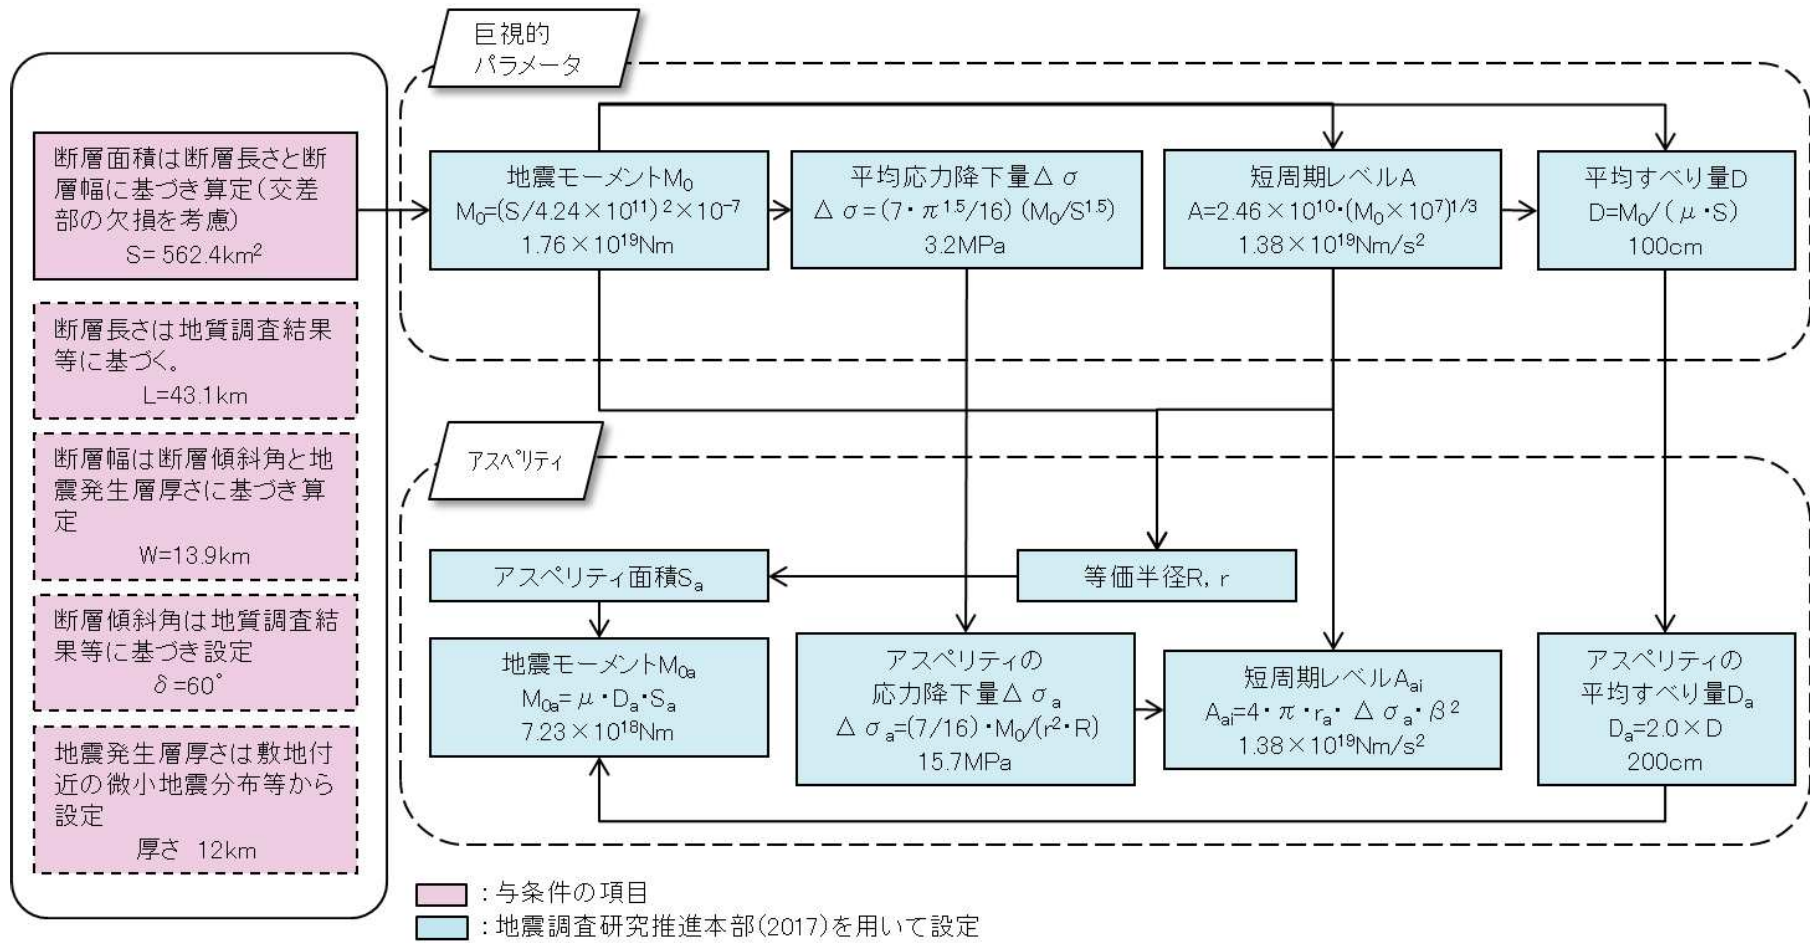 巨視的
パラメータ
断層面積は断層長さと断
層幅に基づき算定(交差
部の欠損を考慮)
S= 562.4km²
断層長さは地質調査結果
等に基づく。
L=43.1km
断層幅は断層傾斜角と地
震発生層厚さに基づき算
定
W=13.9km
断層傾斜角は地質調査結
果等に基づき設定
δ=60°
地震発生層厚さは敷地付
近の微小地震分布等から
設定
厚さ 12km
地震モーメントM₀
M₀=(S/4.24×10¹¹)²×10⁻⁷
1.76×10¹⁹Nm
平均応力降下量Δσ
Δσ=(7・π¹·⁵/16)(M₀/S¹·⁵)
3.2MPa
短周期レベルA
A=2.46×10¹⁰・(M₀×10⁷)¹/³
1.38×10¹⁹Nm/s²
平均すべり量D
D=M₀/(μ・S)
100cm
アスペリティ
アスペリティ面積Sₐ
等価半径R, r
地震モーメントM₀ₐ
M₀ₐ=μ・Dₐ・Sₐ
7.23×10¹⁸Nm
アスペリティの
応力降下量Δσₐ
Δσₐ=(7/16)・M₀/(r²・R)
15.7MPa
短周期レベルAₐᵢ
Aₐᵢ=4・π・rₐ・Δσₐ・β²
1.38×10¹⁹Nm/s²
アスペリティの
平均すべり量Dₐ
Dₐ=2.0×D
200cm
:与条件の項目
:地震調査研究推進本部(2017)を用いて設定